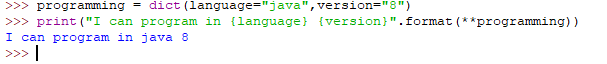 >>> programming = dict(language="java",version="8")
>>> print("I can program in {language} {version}".format(**programming))
I can program in java 8
>>>